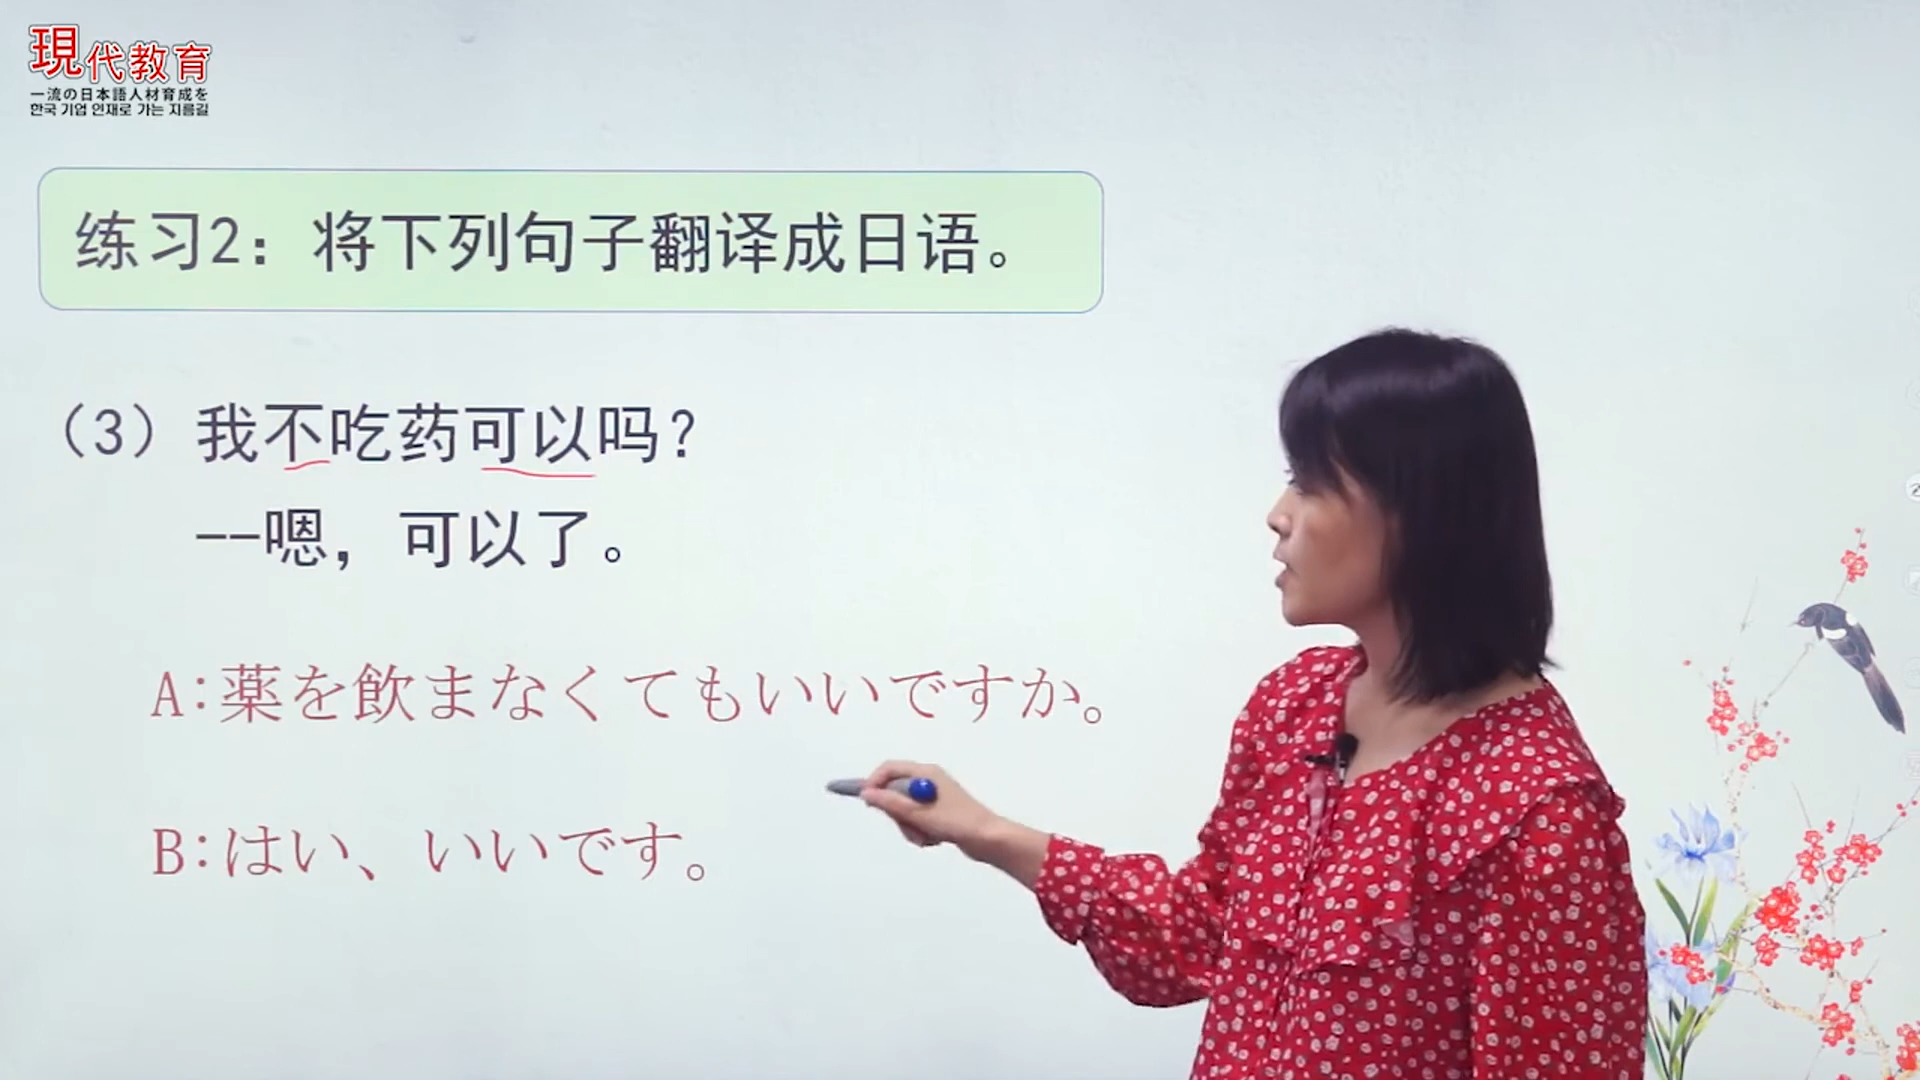 現代教育
一流の日本語人材育成を
한국 기업 인재로 가는 지름길
练习2：将下列句子翻译成日语。
（3）我不吃药可以吗？
--嗯，可以了。
A:薬を飲まなくてもいいですか。
B:はい、いいです。